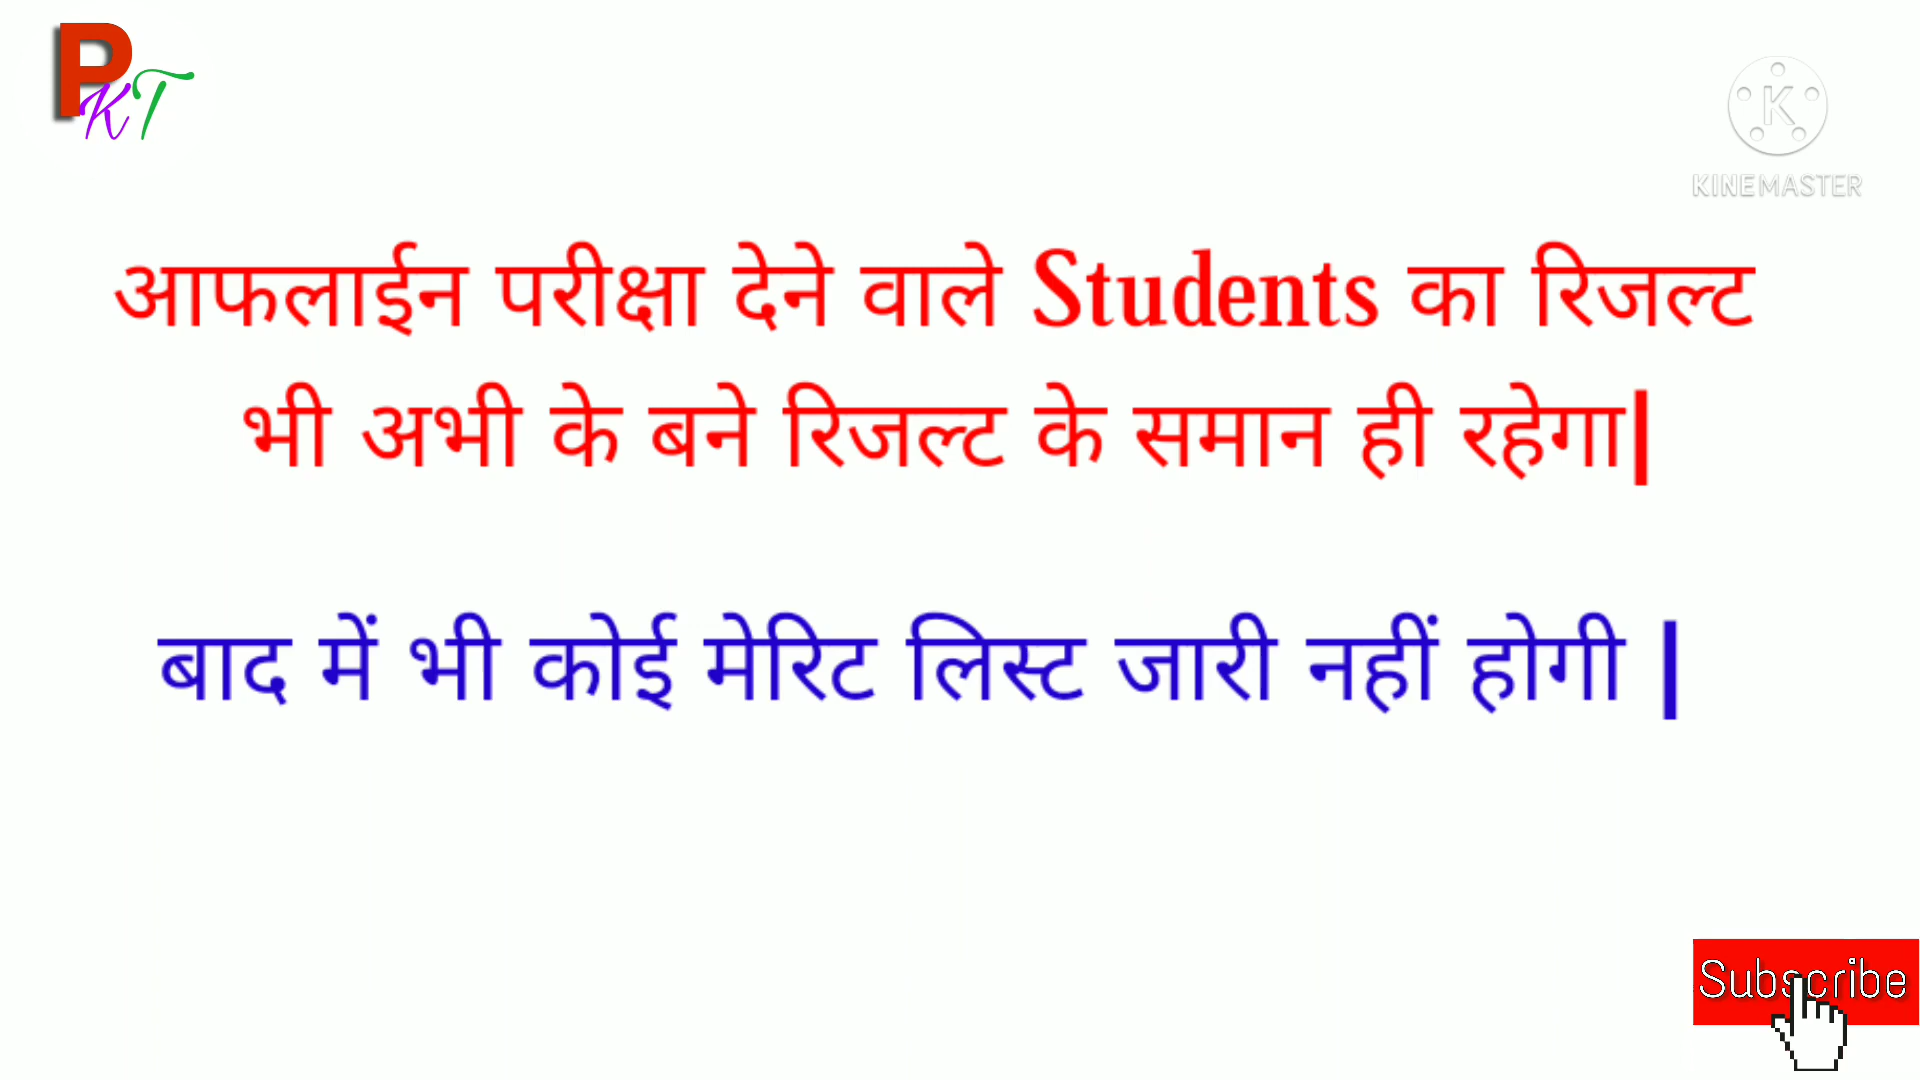 PKT
KINEMASTER
आफलाईन परीक्षा देने वाले Students का रिजल्ट
भी अभी के बने रिजल्ट के समान ही रहेगा|
बाद में भी कोई मेरिट लिस्ट जारी नहीं होगी |
Subscribe